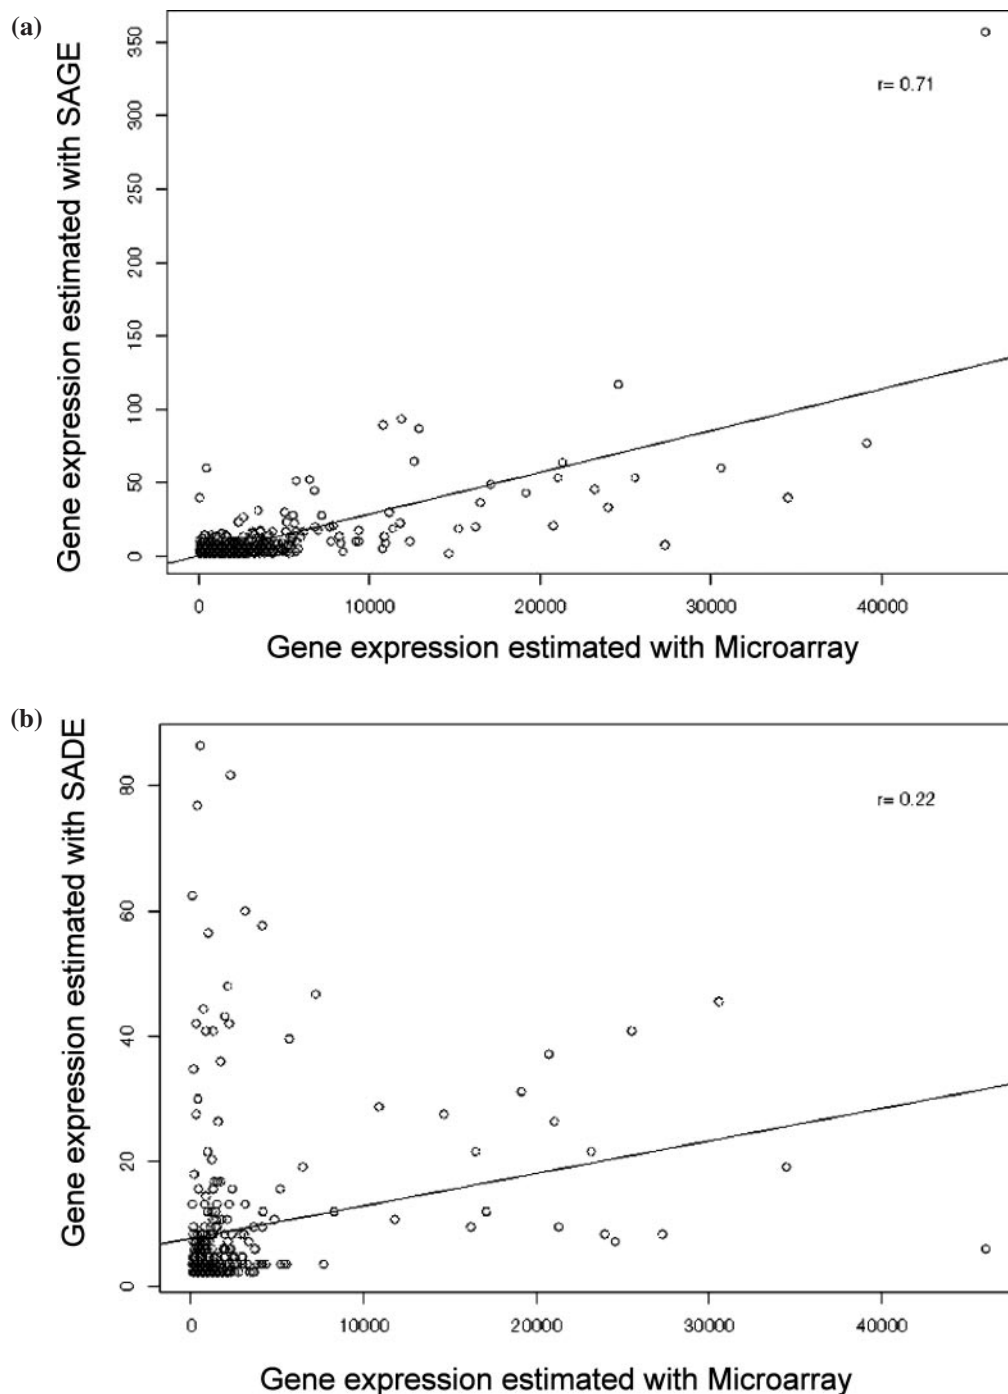 (a)
Gene expression estimated with SAGE
350
300
250
200
150
100
50
0
r= 0.71
0 10000 20000 30000 40000
Gene expression estimated with Microarray
(b)
Gene expression estimated with SADE
80
60
40
20
0
r= 0.22
0 10000 20000 30000 40000
Gene expression estimated with Microarray